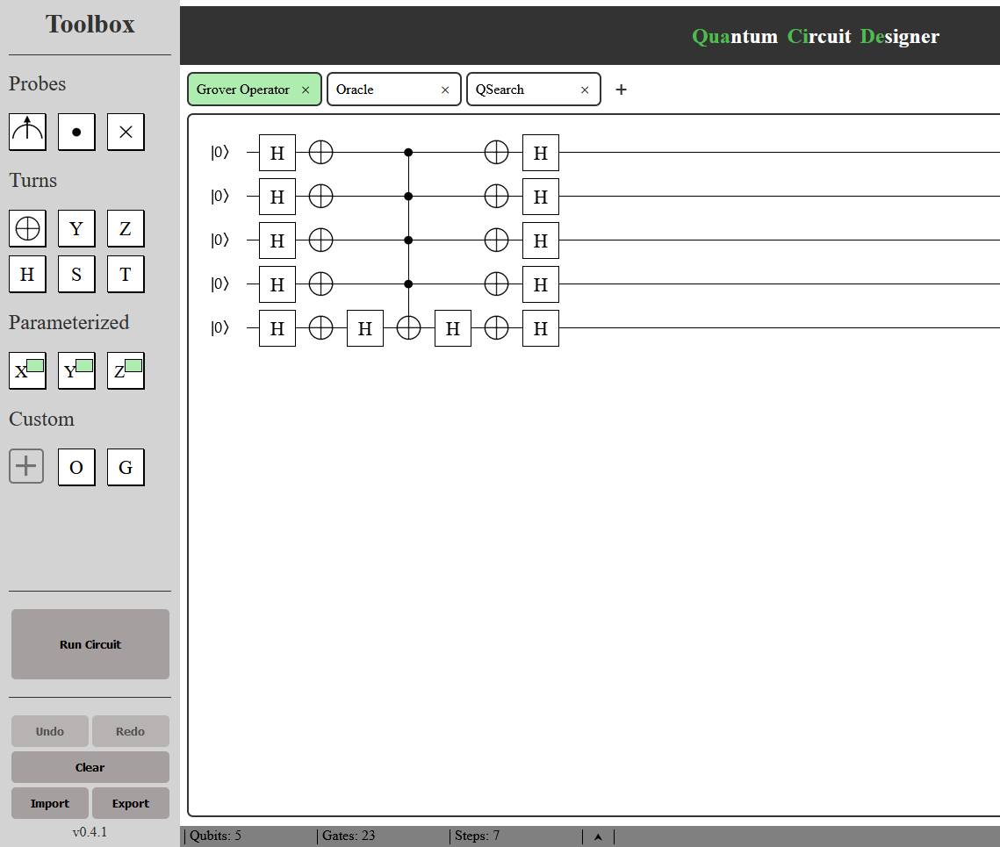 Toolbox
Quantum Circuit Designer
Probes
Grover Operator × Oracle × QSearch × +
Turns
Y Z
H S T
Parameterized
X Y Z
Custom
O G
|0⟩ H H
|0⟩ H H
|0⟩ H H
|0⟩ H H
|0⟩ H H H H
Run Circuit
Undo Redo
Clear
Import Export
v0.4.1
Qubits: 5 Gates: 23 Steps: 7